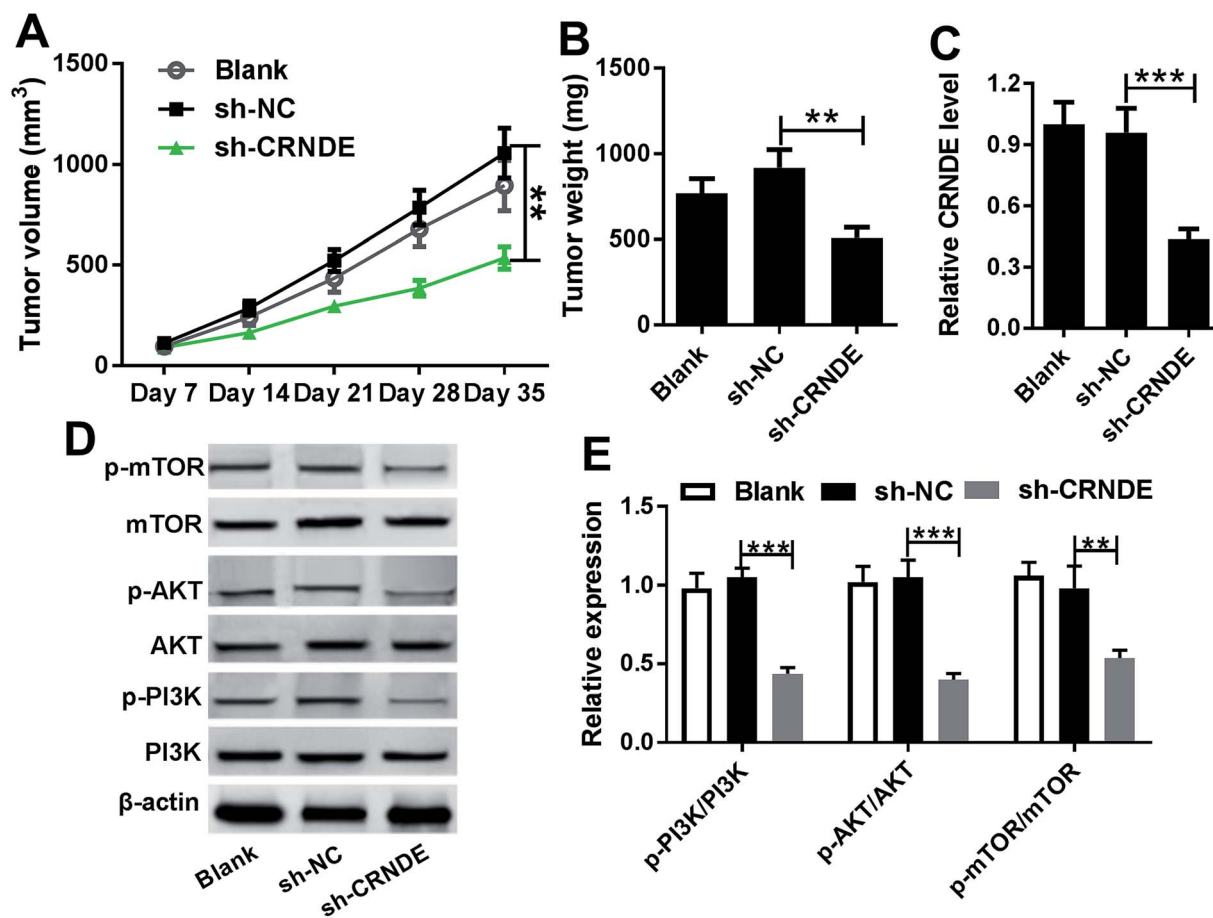 A
Tumor volume (mm³)
1500
1000
500
0
Blank
sh-NC
sh-CRNDE
**
Day 7 Day 14 Day 21 Day 28 Day 35
B
Tumor weight (mg)
1500
1000
500
0
**
Blank
sh-NC
sh-CRNDE
C
Relative CRNDE level
1.2
0.9
0.6
0.3
0.0
***
Blank
sh-NC
sh-CRNDE
D
p-mTOR
mTOR
p-AKT
AKT
p-PI3K
PI3K
β-actin
Blank
sh-NC
sh-CRNDE
E
Blank sh-NC sh-CRNDE
Relative expression
1.5
1.0
0.5
0.0
***
***
**
p-PI3K/PI3K
p-AKT/AKT
p-mTOR/mTOR